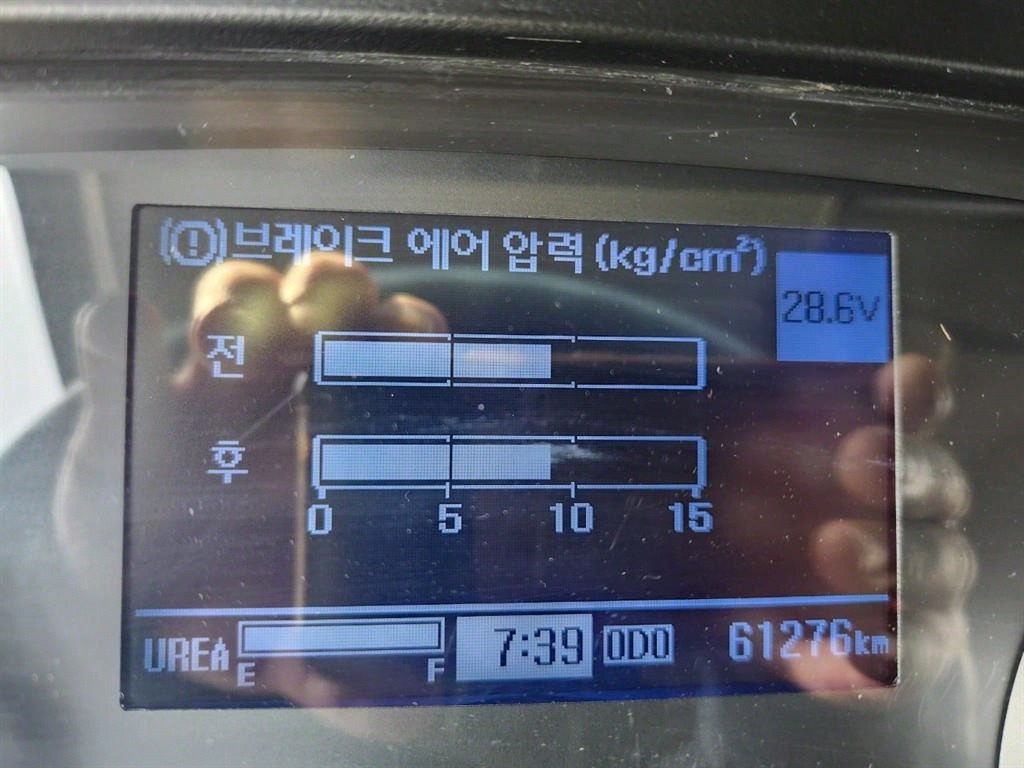 (!) 브레이크 에어 압력 (kg/cm²)
28.6V
전
후
0 5 10 15
UREA E F 7:39 ODO 61276km